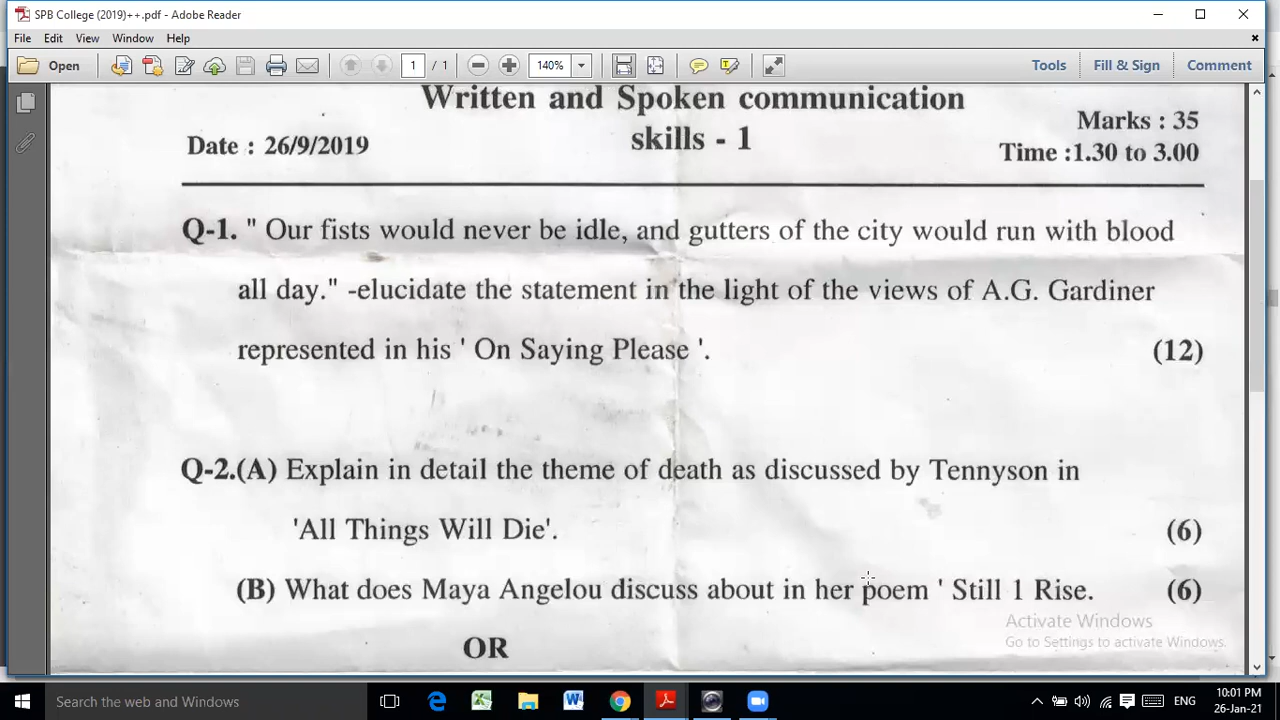 SPB College (2019)++.pdf - Adobe Reader
File Edit View Window Help
Open 1 / 1 140% Tools Fill & Sign Comment
Written and Spoken communication
skills - 1
Marks : 35
Date : 26/9/2019
Time :1.30 to 3.00
Q-1. " Our fists would never be idle, and gutters of the city would run with blood
all day." -elucidate the statement in the light of the views of A.G. Gardiner
represented in his ' On Saying Please '. (12)
Q-2.(A) Explain in detail the theme of death as discussed by Tennyson in
'All Things Will Die'. (6)
(B) What does Maya Angelou discuss about in her poem ' Still 1 Rise. (6)
OR
Activate Windows
Go to Settings to activate Windows.
Search the web and Windows
ENG
10:01 PM
26-Jan-21